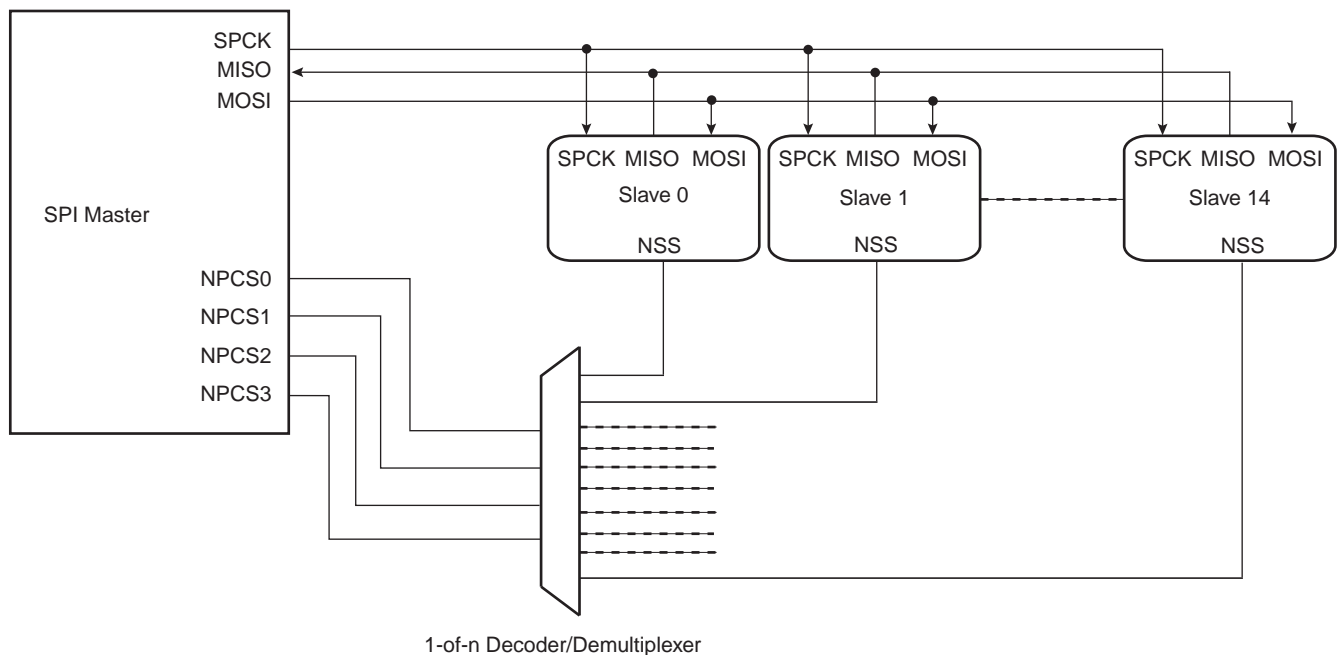 SPI Master
SPCK
MISO
MOSI
NPCS0
NPCS1
NPCS2
NPCS3
SPCK MISO MOSI
Slave 0
NSS
SPCK MISO MOSI
Slave 1
NSS
SPCK MISO MOSI
Slave 14
NSS
1-of-n Decoder/Demultiplexer